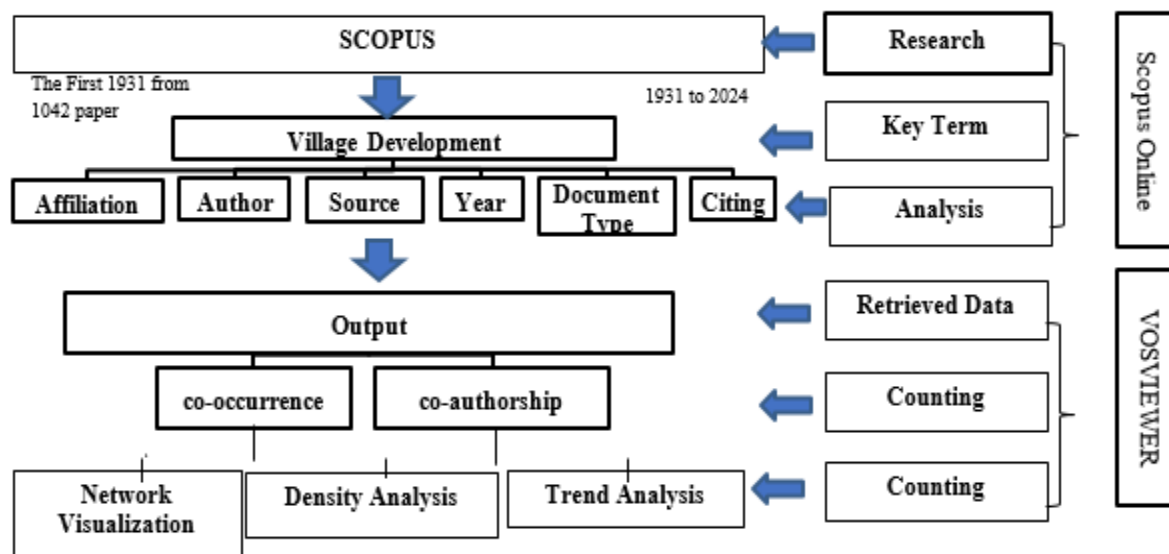 SCOPUS
Research
The First 1931 from
1042 paper
1931 to 2024
Village Development
Key Term
Affiliation
Author
Source
Year
Document
Type
Citing
Analysis
Scopus Online
Output
Retrieved Data
co-occurrence
co-authorship
Counting
Network
Visualization
Density Analysis
Trend Analysis
Counting
VOSVIEWER